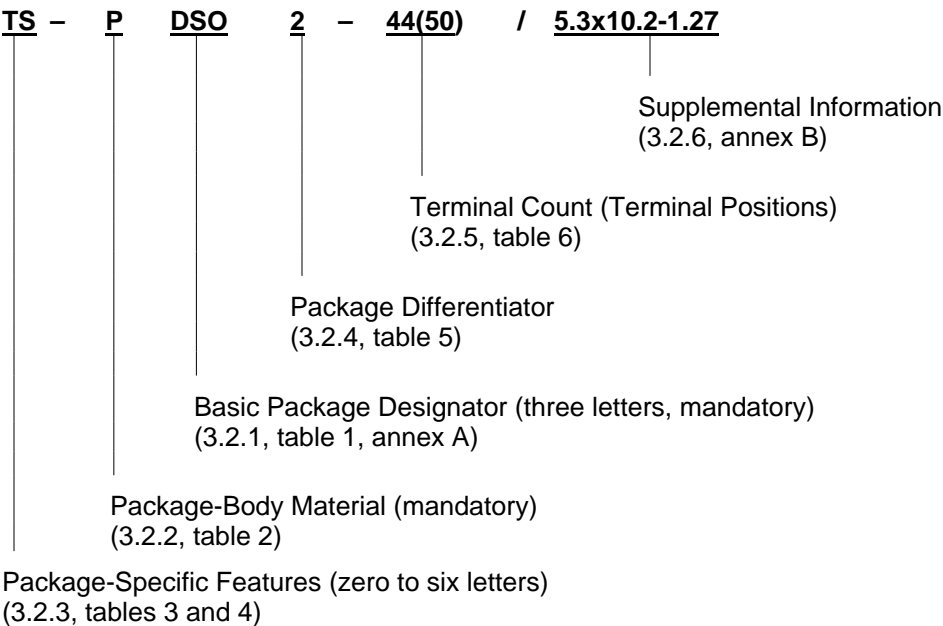 TS – P DSO 2 – 44(50) / 5.3x10.2-1.27
Supplemental Information
(3.2.6, annex B)
Terminal Count (Terminal Positions)
(3.2.5, table 6)
Package Differentiator
(3.2.4, table 5)
Basic Package Designator (three letters, mandatory)
(3.2.1, table 1, annex A)
Package-Body Material (mandatory)
(3.2.2, table 2)
Package-Specific Features (zero to six letters)
(3.2.3, tables 3 and 4)